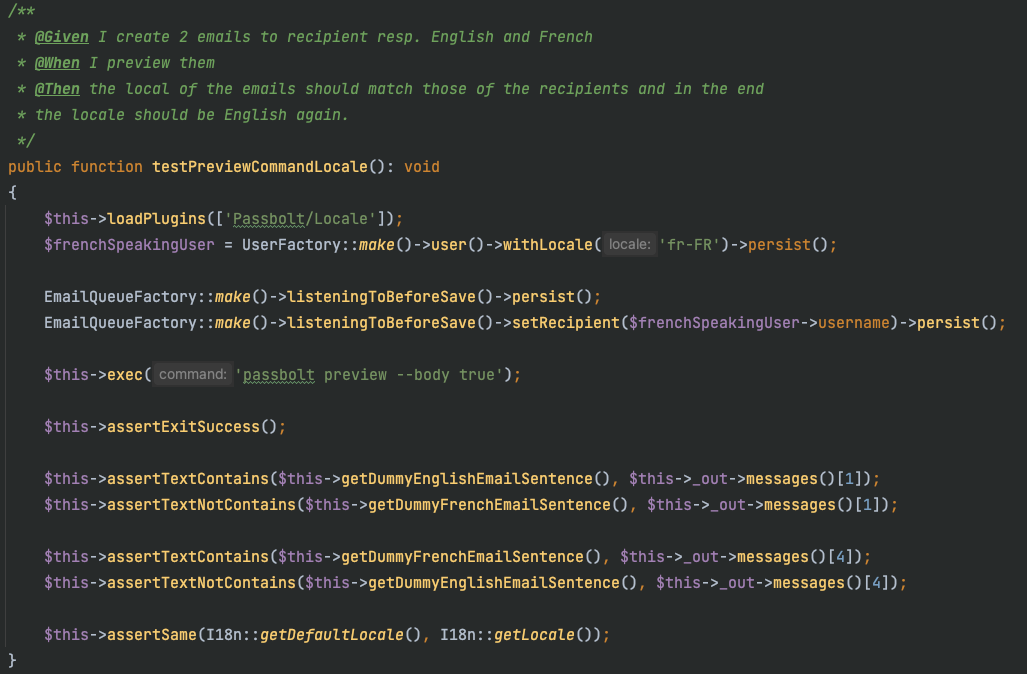 /**
 * @Given I create 2 emails to recipient resp. English and French
 * @When I preview them
 * @Then the local of the emails should match those of the recipients and in the end
 * the locale should be English again.
 */
public function testPreviewCommandLocale(): void
{
    $this->loadPlugins(['Passbolt/Locale']);
    $frenchSpeakingUser = UserFactory::make()->user()->withLocale( locale: 'fr-FR')->persist();

    EmailQueueFactory::make()->listeningToBeforeSave()->persist();
    EmailQueueFactory::make()->listeningToBeforeSave()->setRecipient($frenchSpeakingUser->username)->persist();

    $this->exec( command: 'passbolt preview --body true');

    $this->assertExitSuccess();

    $this->assertTextContains($this->getDummyEnglishEmailSentence(), $this->_out->messages()[1]);
    $this->assertTextNotContains($this->getDummyFrenchEmailSentence(), $this->_out->messages()[1]);

    $this->assertTextContains($this->getDummyFrenchEmailSentence(), $this->_out->messages()[4]);
    $this->assertTextNotContains($this->getDummyEnglishEmailSentence(), $this->_out->messages()[4]);

    $this->assertSame(I18n::getDefaultLocale(), I18n::getLocale());
}